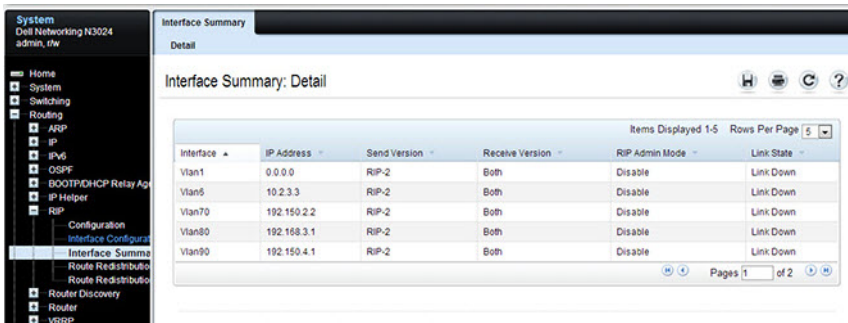 System
Dell Networking N3024
admin, r/w
Home
System
Switching
Routing
ARP
IP
IPv6
OSPF
BOOTP/DHCP Relay Age
IP Helper
RIP
Configuration
Interface Configurat
Interface Summa
Route Redistributio
Route Redistributio
Router Discovery
Router
VRRP
Interface Summary
Detail
Interface Summary: Detail
Items Displayed 1-5 Rows Per Page 5
Interface IP Address Send Version Receive Version RIP Admin Mode Link State
Vlan1 0.0.0.0 RIP-2 Both Disable Link Down
Vlan5 10.2.3.3 RIP-2 Both Disable Link Down
Vlan70 192.150.2.2 RIP-2 Both Disable Link Down
Vlan80 192.168.3.1 RIP-2 Both Disable Link Down
Vlan90 192.150.4.1 RIP-2 Both Disable Link Down
Pages 1 of 2